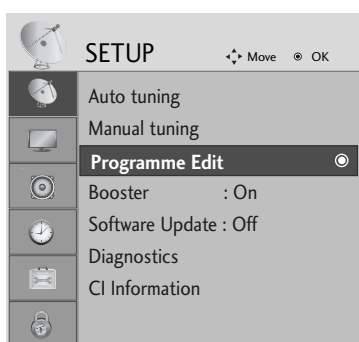 SETUP Move OK
Auto tuning
Manual tuning
Programme Edit
Booster : On
Software Update : Off
Diagnostics
CI Information